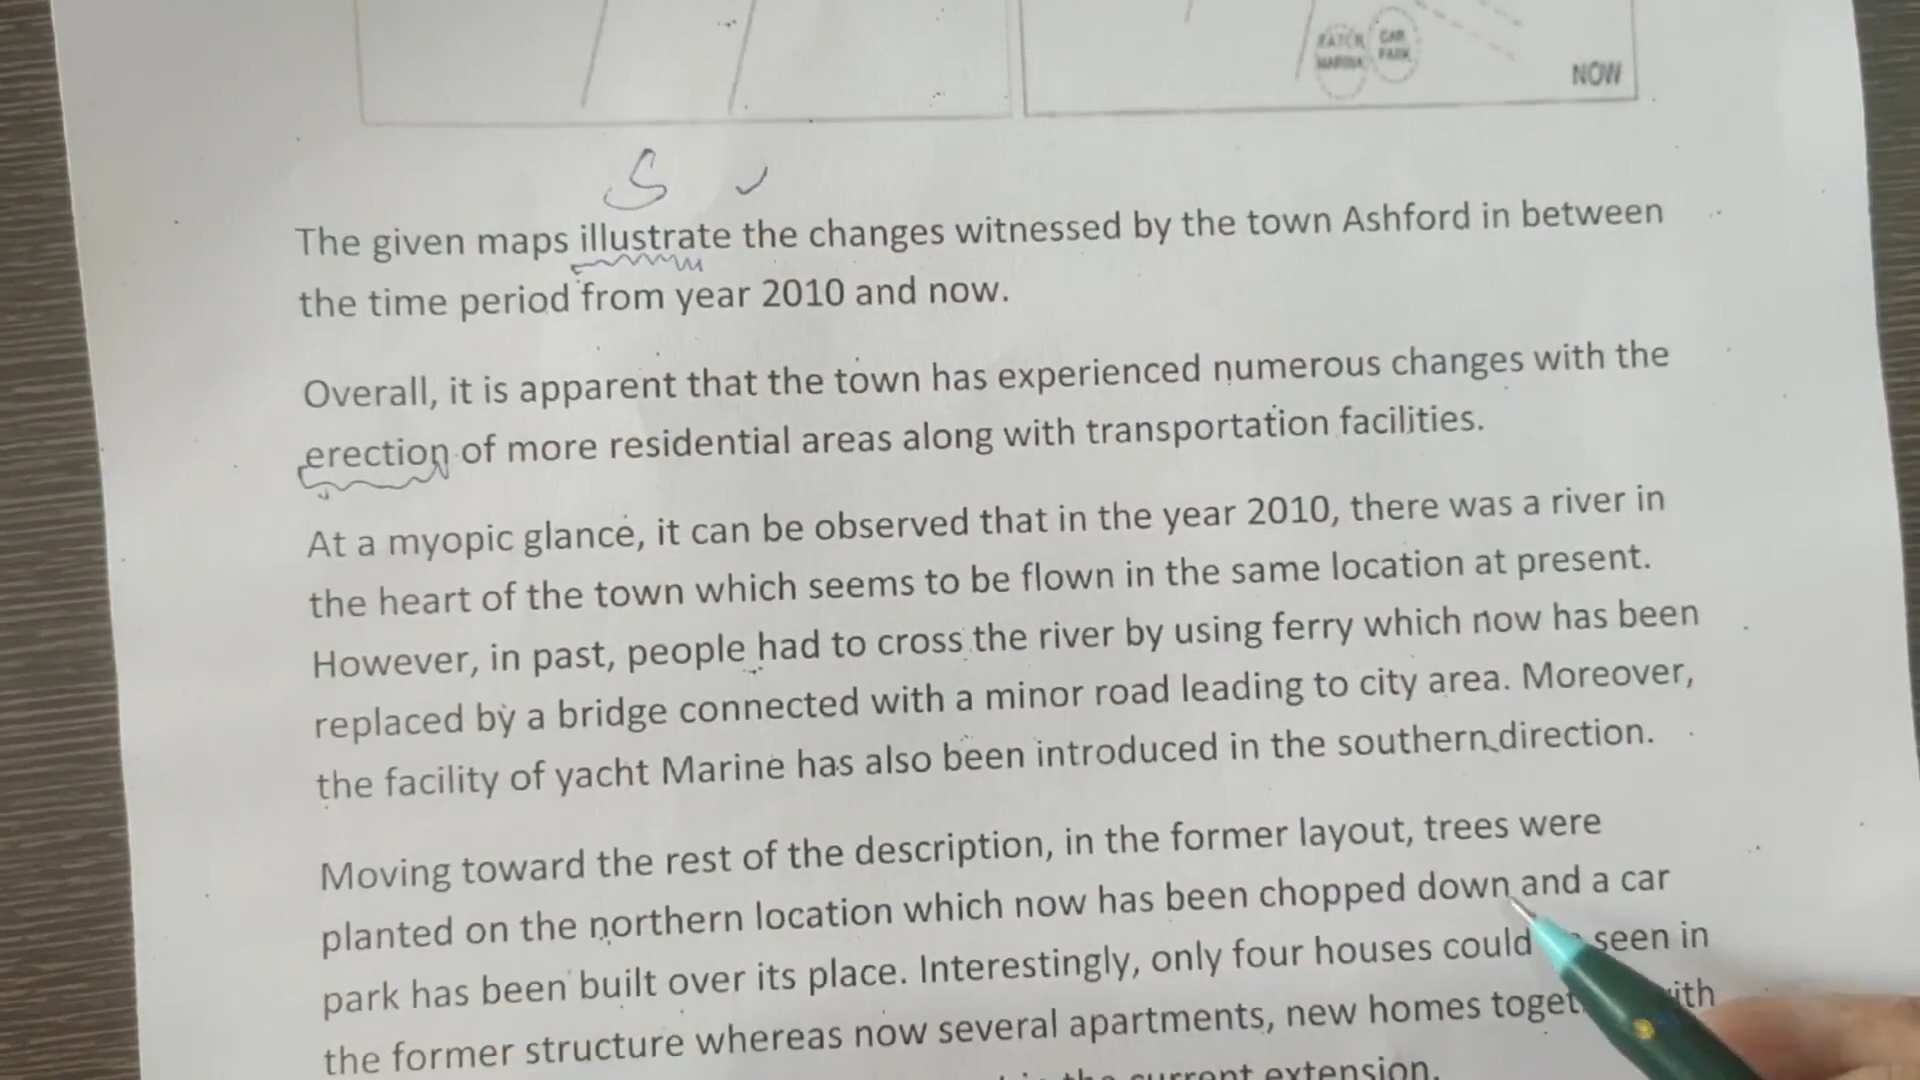 CAR
PARK
NOW
S
The given maps illustrate the changes witnessed by the town Ashford in between
the time period from year 2010 and now.
Overall, it is apparent that the town has experienced numerous changes with the
erection of more residential areas along with transportation facilities.
At a myopic glance, it can be observed that in the year 2010, there was a river in
the heart of the town which seems to be flown in the same location at present.
However, in past, people had to cross the river by using ferry which now has been
replaced by a bridge connected with a minor road leading to city area. Moreover,
the facility of yacht Marine has also been introduced in the southern direction.
Moving toward the rest of the description, in the former layout, trees were
planted on the northern location which now has been chopped down and a car
park has been built over its place. Interestingly, only four houses could seen in
the former structure whereas now several apartments, new homes
the current extension.